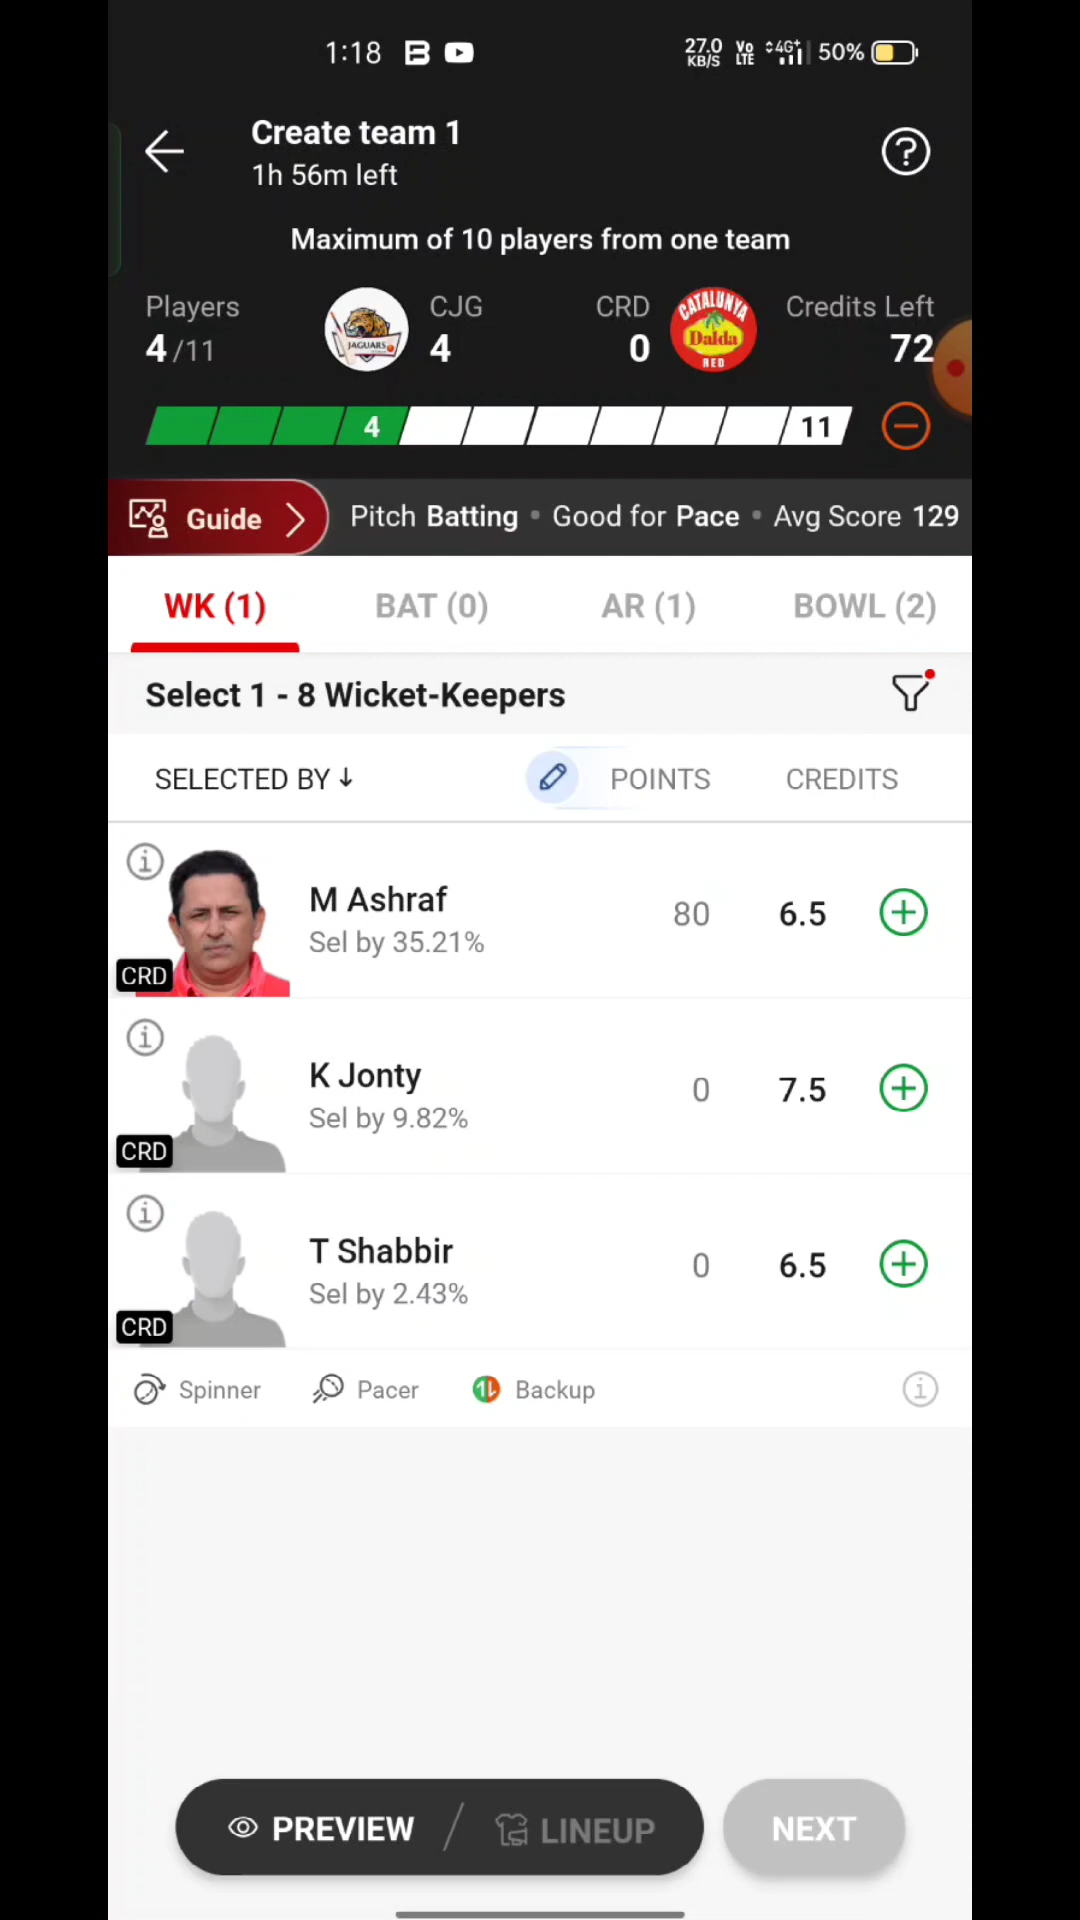 1:18
27.0 KB/S Vo LTE 4G+ 50%
Create team 1
1h 56m left
Maximum of 10 players from one team
Players 4/11
JAGUARS
CJG 4
CRD 0
CATALUNYA Dalda RED
Credits Left 72
4 11
Guide Pitch Batting • Good for Pace • Avg Score 129
WK (1) BAT (0) AR (1) BOWL (2)
Select 1 - 8 Wicket-Keepers
SELECTED BY ↓ POINTS CREDITS
M Ashraf
Sel by 35.21%
80 6.5
CRD
K Jonty
Sel by 9.82%
0 7.5
CRD
T Shabbir
Sel by 2.43%
0 6.5
CRD
Spinner Pacer Backup
PREVIEW / LINEUP NEXT